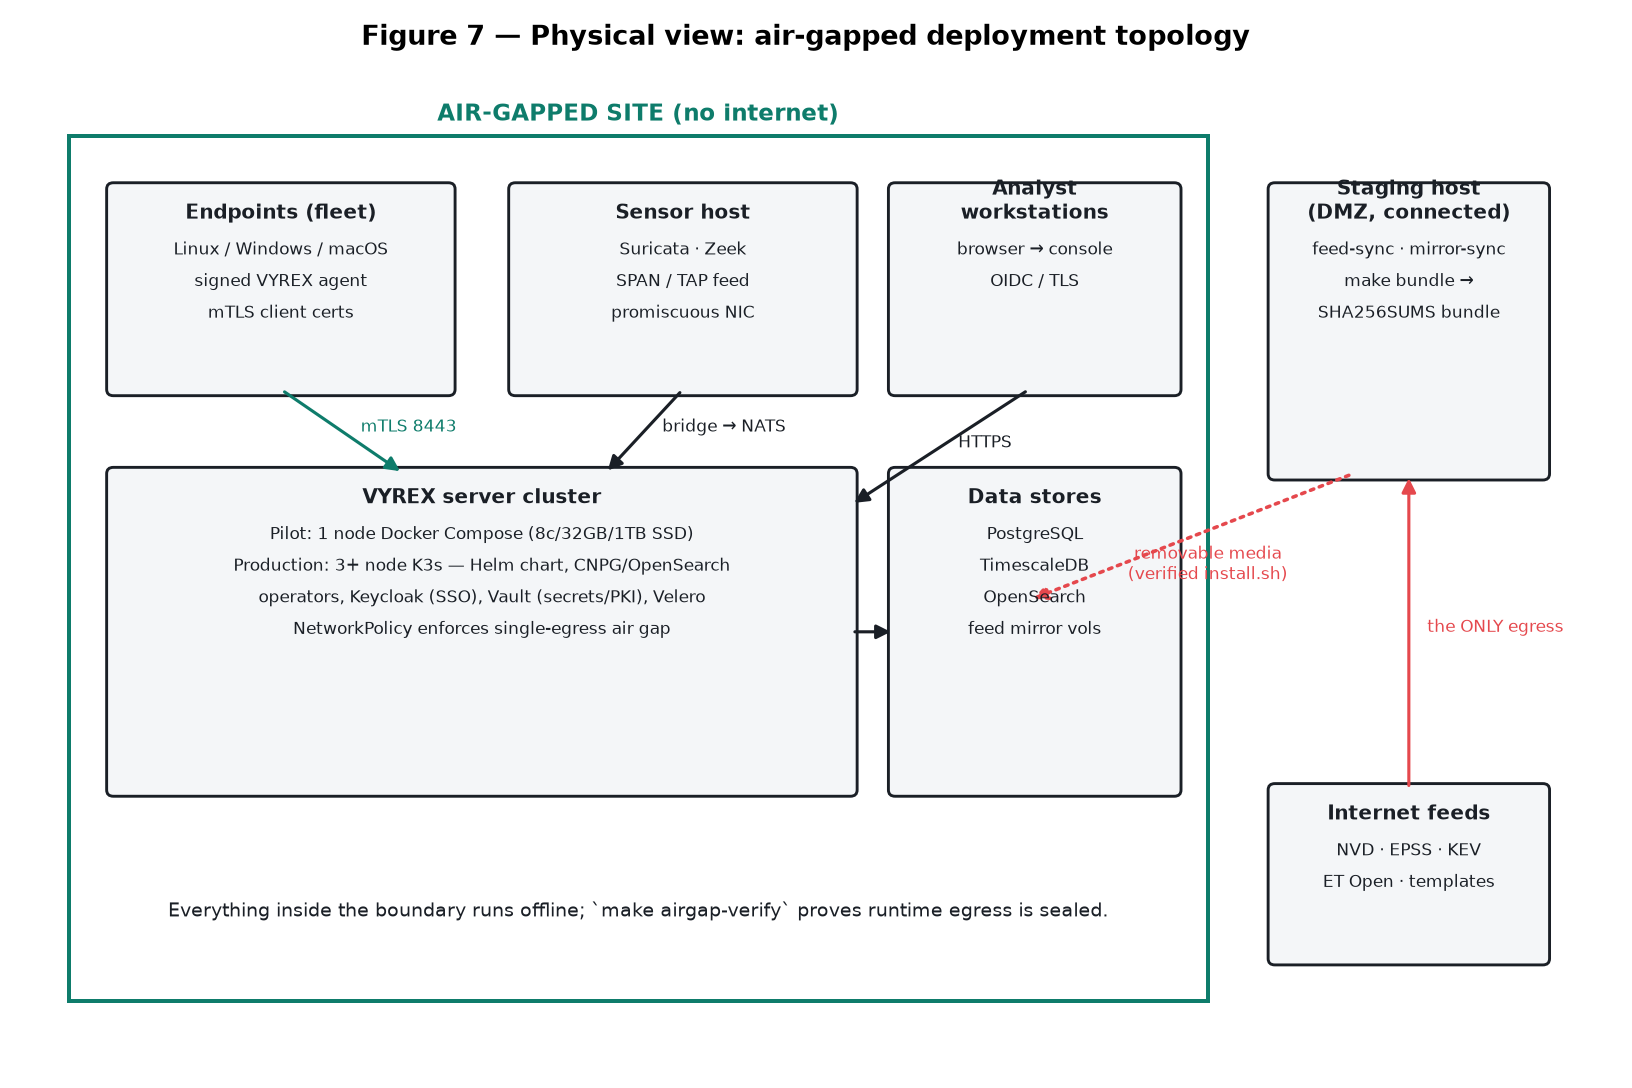 Figure 7 — Physical view: air-gapped deployment topology
AIR-GAPPED SITE (no internet)
Endpoints (fleet)
Linux / Windows / macOS
signed VYREX agent
mTLS client certs
Sensor host
Suricata · Zeek
SPAN / TAP feed
promiscuous NIC
Analyst
workstations
browser → console
OIDC / TLS
Staging host
(DMZ, connected)
feed-sync · mirror-sync
make bundle →
SHA256SUMS bundle
mTLS 8443
bridge → NATS
HTTPS
VYREX server cluster
Pilot: 1 node Docker Compose (8c/32GB/1TB SSD)
Production: 3+ node K3s — Helm chart, CNPG/OpenSearch
operators, Keycloak (SSO), Vault (secrets/PKI), Velero
NetworkPolicy enforces single-egress air gap
Data stores
PostgreSQL
TimescaleDB
OpenSearch
feed mirror vols
removable media
(verified install.sh)
the ONLY egress
Internet feeds
NVD · EPSS · KEV
ET Open · templates
Everything inside the boundary runs offline; `make airgap-verify` proves runtime egress is sealed.